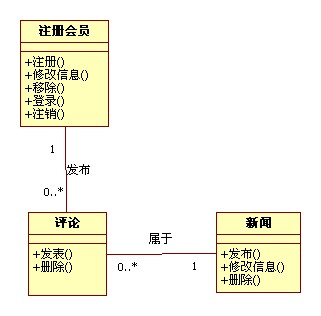 注册会员
+注册()
+修改信息()
+移除()
+登录()
+注销()
1
发布
0..*
评论
+发表()
+删除()
属于
0..*
1
新闻
+发布()
+修改信息()
+删除()